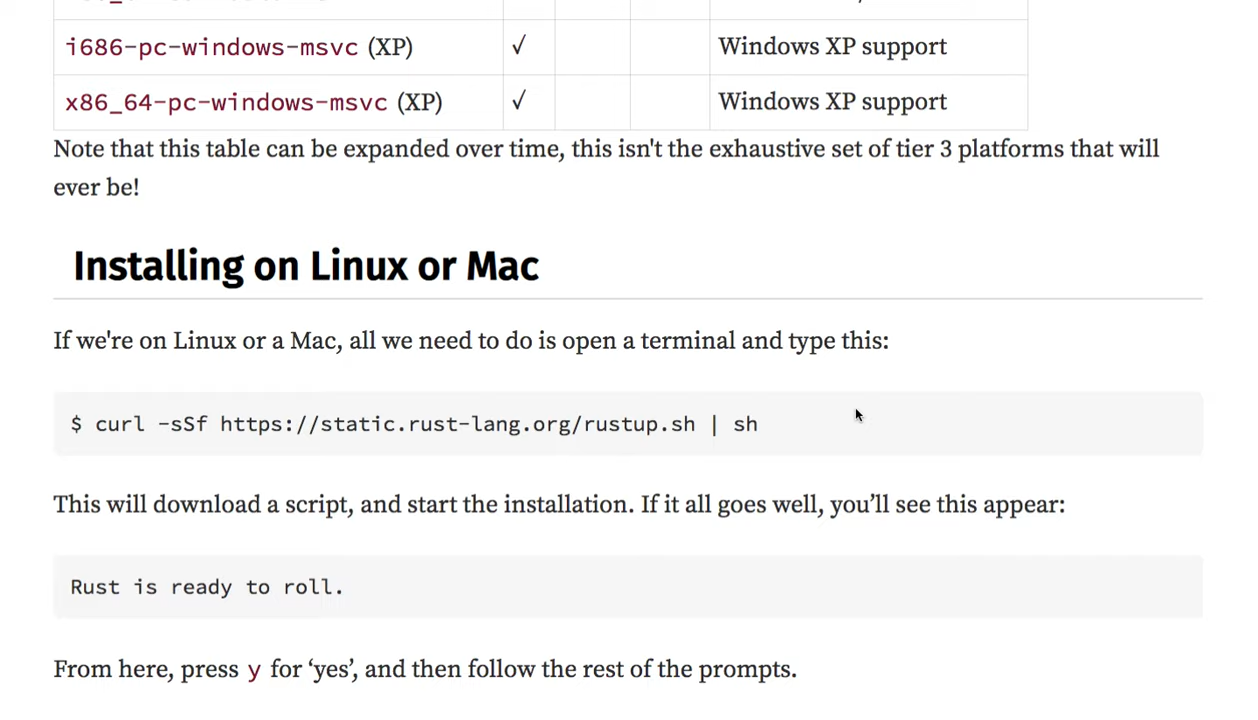 i686-pc-windows-msvc (XP) ✓ Windows XP support
x86_64-pc-windows-msvc (XP) ✓ Windows XP support
Note that this table can be expanded over time, this isn't the exhaustive set of tier 3 platforms that will
ever be!
Installing on Linux or Mac
If we're on Linux or a Mac, all we need to do is open a terminal and type this:
$ curl -sSf https://static.rust-lang.org/rustup.sh | sh
This will download a script, and start the installation. If it all goes well, you’ll see this appear:
Rust is ready to roll.
From here, press y for ‘yes’, and then follow the rest of the prompts.